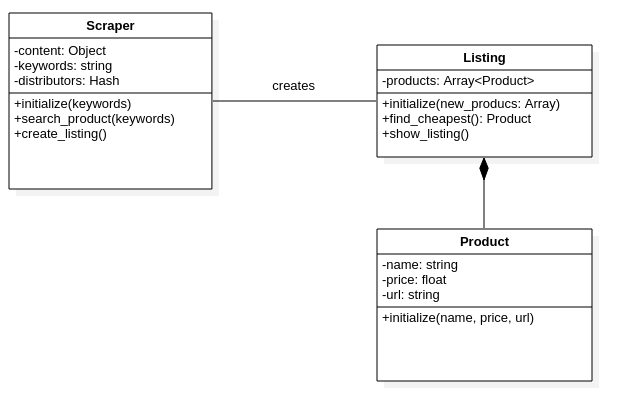 Scraper
-content: Object
-keywords: string
-distributors: Hash
+initialize(keywords)
+search_product(keywords)
+create_listing()
creates
Listing
-products: Array<Product>
+initialize(new_producs: Array)
+find_cheapest(): Product
+show_listing()
Product
-name: string
-price: float
-url: string
+initialize(name, price, url)